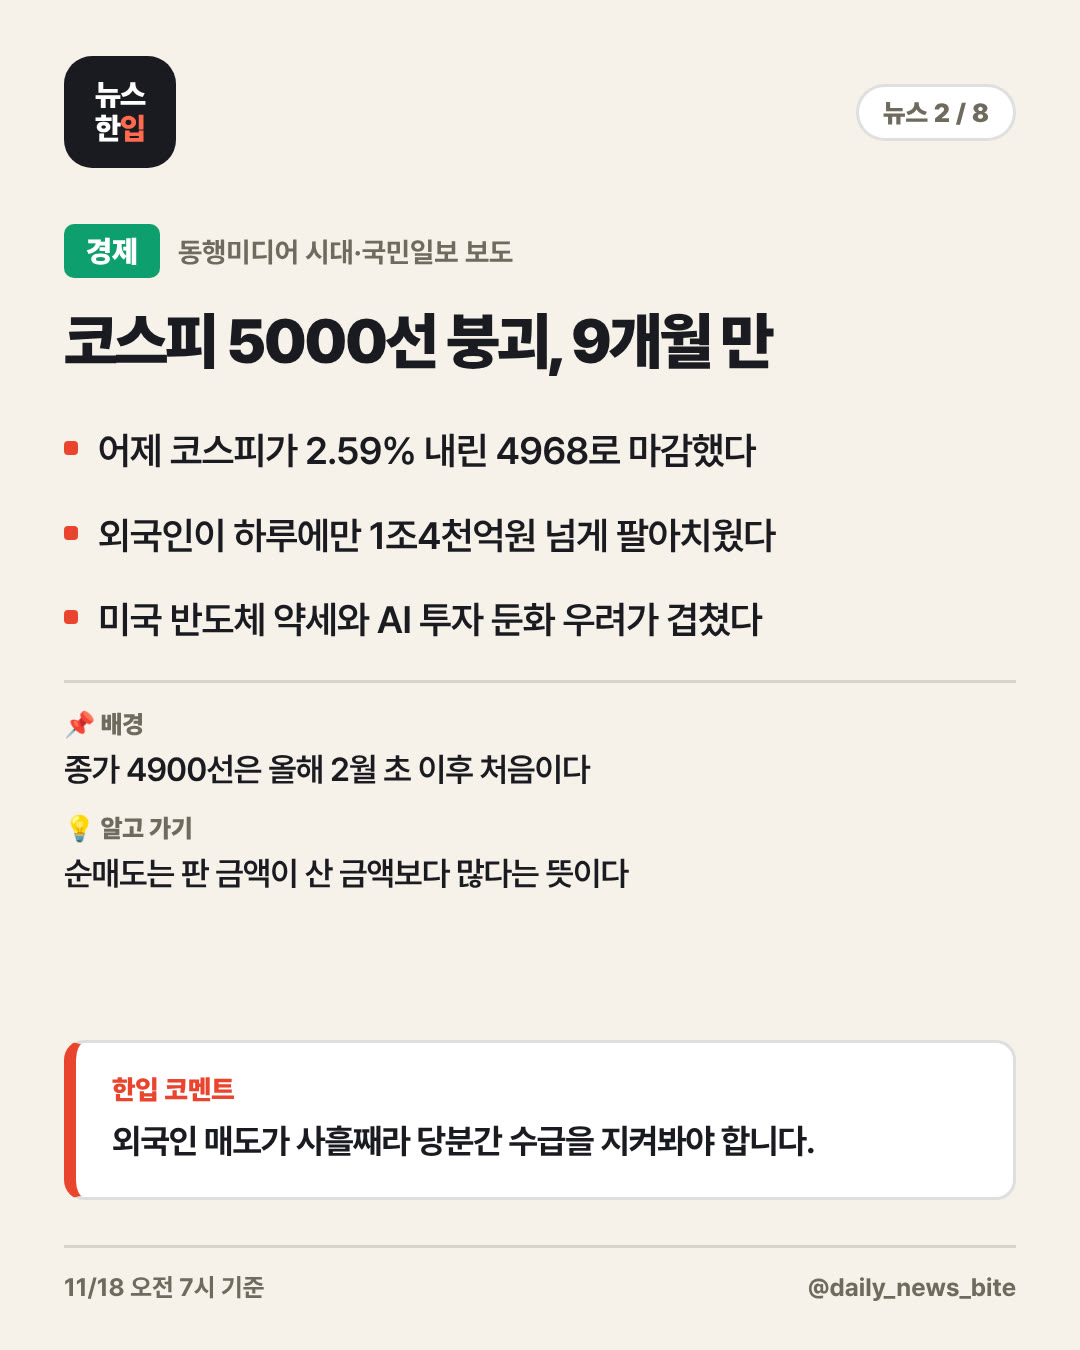 뉴스
한입
뉴스 2 / 8
경제
동행미디어 시대·국민일보 보도
코스피 5000선 붕괴, 9개월 만
어제 코스피가 2.59% 내린 4968로 마감했다
외국인이 하루에만 1조4천억원 넘게 팔아치웠다
미국 반도체 약세와 AI 투자 둔화 우려가 겹쳤다
📌 배경
종가 4900선은 올해 2월 초 이후 처음이다
💡 알고 가기
순매도는 판 금액이 산 금액보다 많다는 뜻이다
한입 코멘트
외국인 매도가 사흘째라 당분간 수급을 지켜봐야 합니다.
11/18 오전 7시 기준
@daily_news_bite